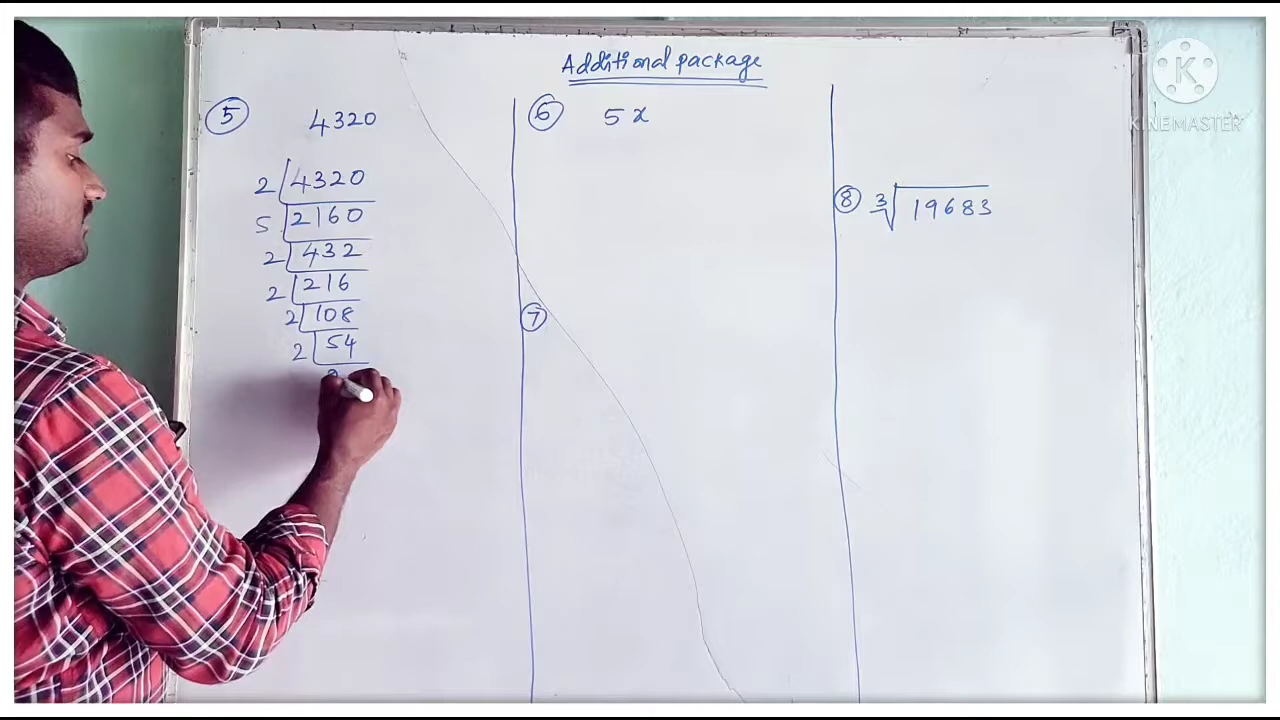 Additional package
5 4320
2 4320
5 2160
2 432
2 216
2 108
2 54
2
6 5x
7
8 ∛19683
K
KINEMASTER